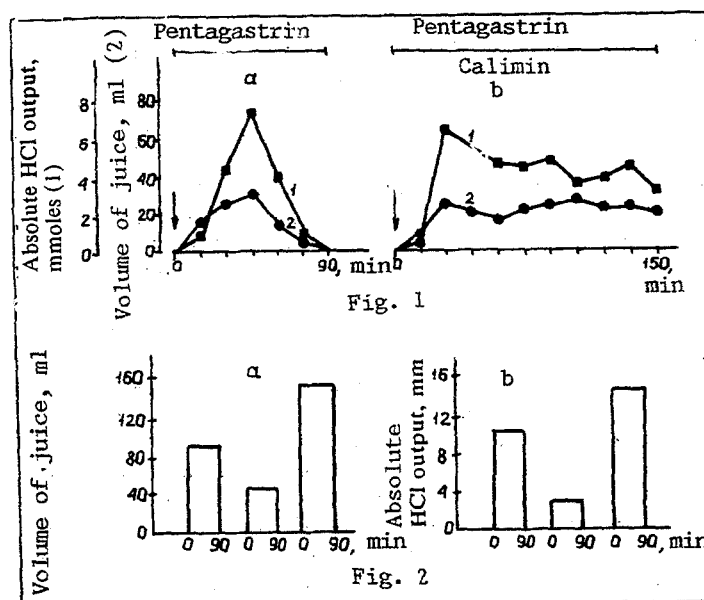 Pentagastrin
Pentagastrin
Calimin
a
b
Absolute HCl output,
mmoles (1)
8
6
4
2
0
Volume of juice, ml (2)
80
60
40
20
0
1
2
0
90, min
1
2
0
150,
min
Fig. 1
Volume of juice, ml
160
120
80
40
0
a
0 90 0 90 0 90, min
Absolute
HCl output, mm
16
12
8
4
b
0 90 0 90 0 90, min
Fig. 2